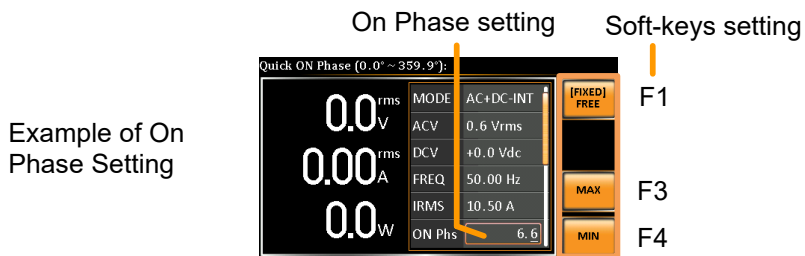 On Phase setting
Soft-keys setting
Quick ON Phase (0.0° ~ 359.9°):
Example of On
Phase Setting
0.0 rms V
0.00 rms A
0.0 W
MODE AC+DC-INT
ACV 0.6 Vrms
DCV +0.0 Vdc
FREQ 50.00 Hz
IRMS 10.50 A
ON Phs 6.6
[FIXED]
FREE
F1
MAX
F3
MIN
F4